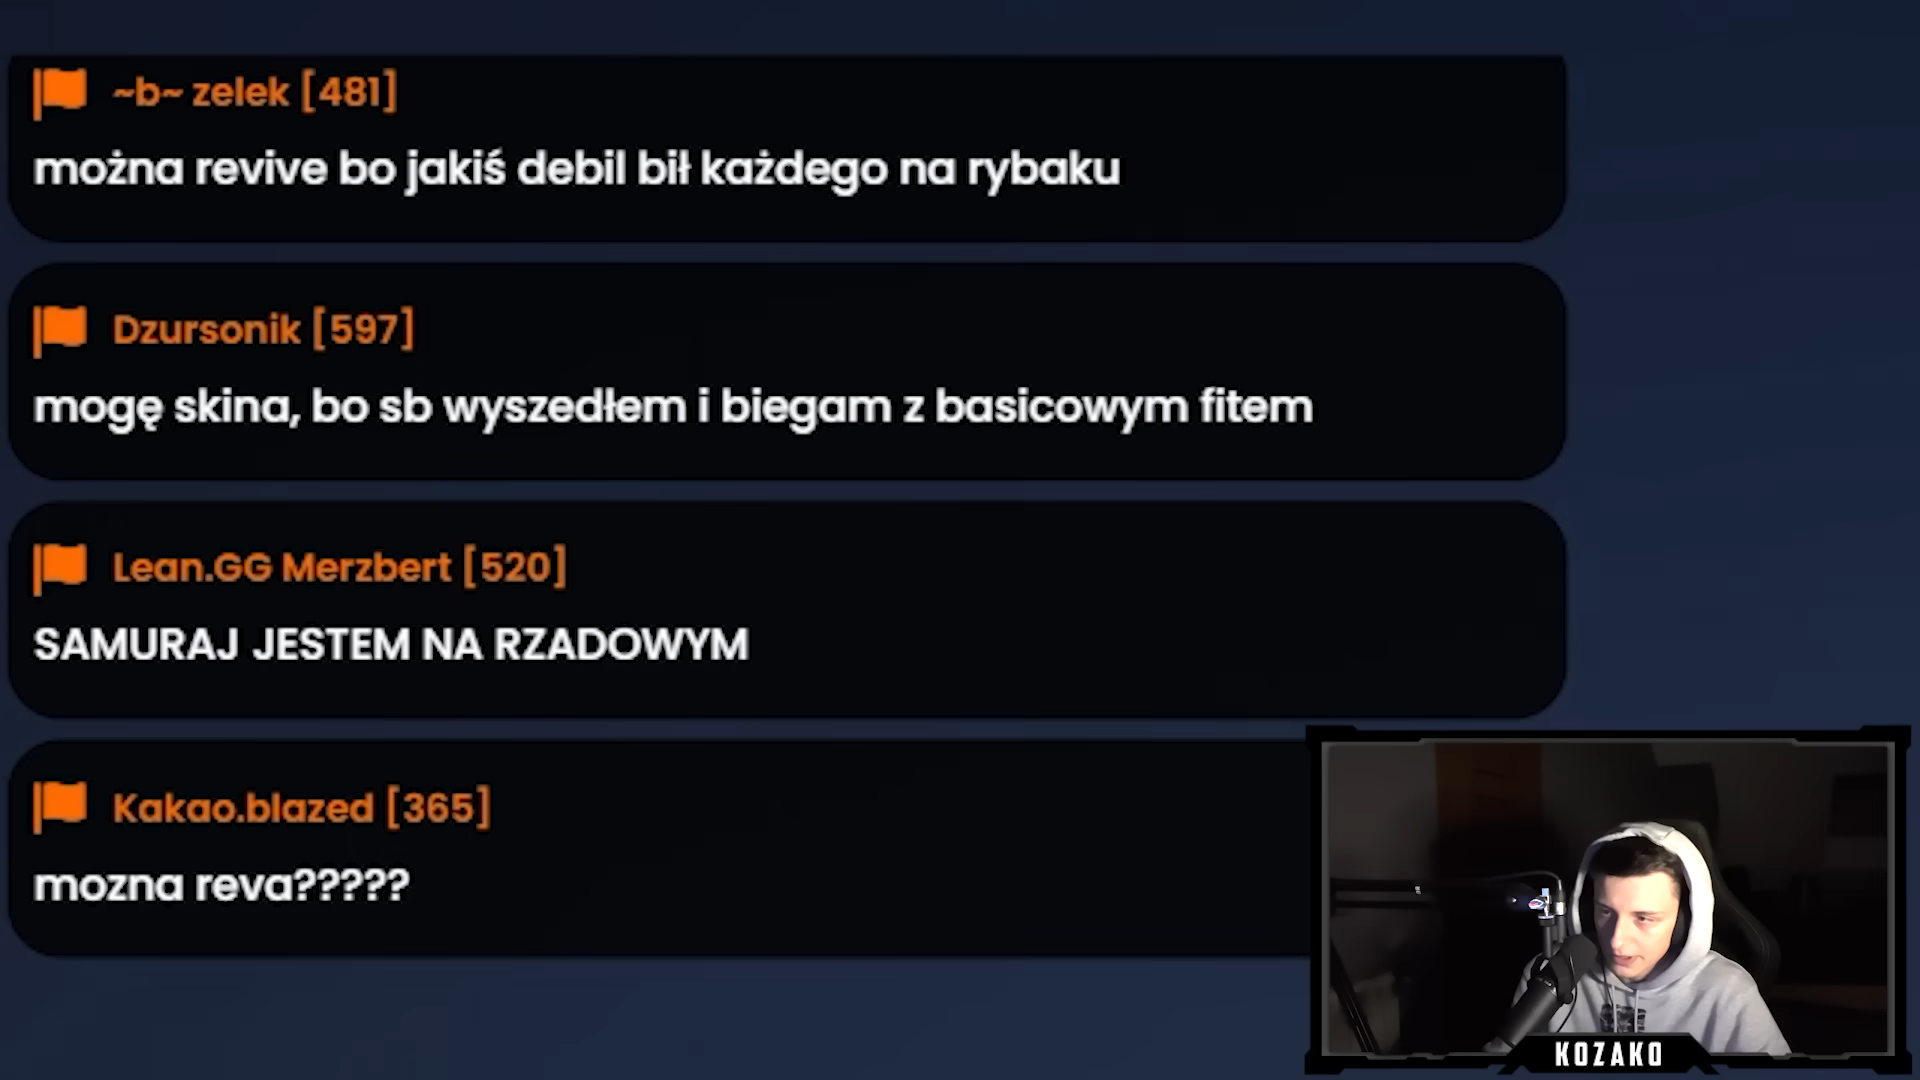 ~b~ zelek [481]
można revive bo jakiś debil bił każdego na rybaku
Dzursonik [597]
mogę skina, bo sb wyszedłem i biegam z basicowym fitem
Lean.GG Merzbert [520]
SAMURAJ JESTEM NA RZADOWYM
Kakao.blazed [365]
mozna reva?????
KOZAKO